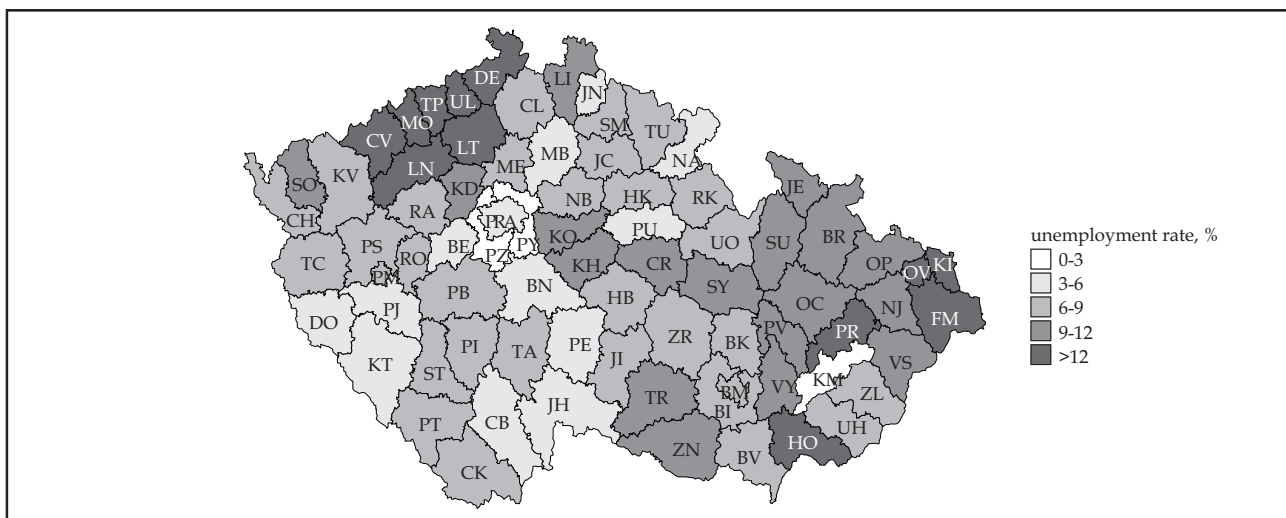 DE
LI
TP
UL
JN
CL
MO
SM
TU
CV
LT
MB
NA
LN
ME
JC
KV
SO
KD
NB
HK
RK
JE
CH
RA
PRA
PU
BE
PY
KO
UO
SU
BR
TC
PS
RO
PZ
KH
CR
OP
OV
KI
PM
BN
SY
PB
HB
OC
NJ
FM
DO
PJ
PV
PR
KT
PI
TA
PE
JI
ZR
BK
VS
ST
KM
VY
BM
ZL
TR
BI
JH
PT
CB
UH
HO
ZN
BV
CK
unemployment rate, %
0-3
3-6
6-9
9-12
>12